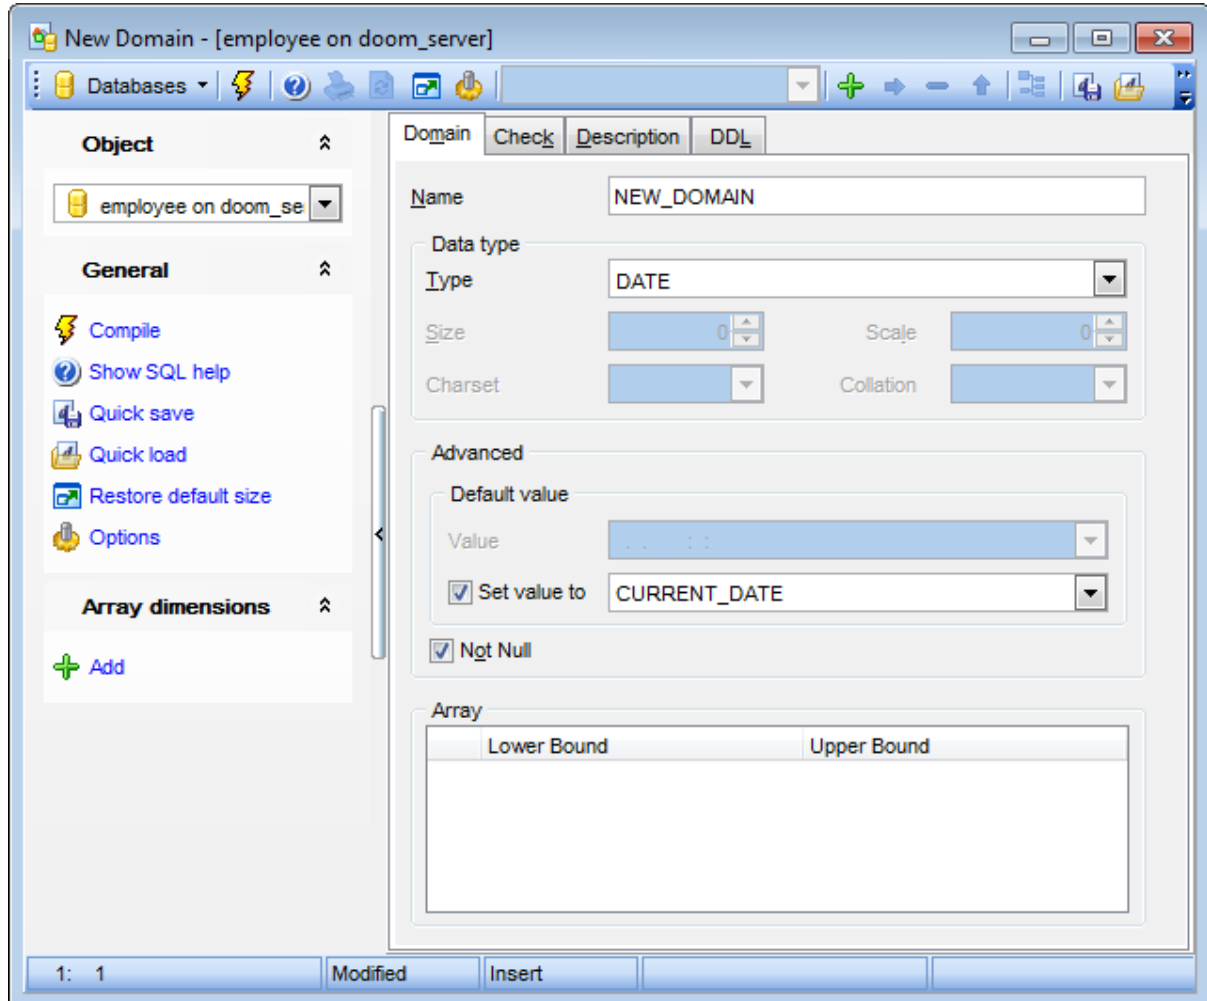 New Domain - [employee on doom_server]
Databases
Object
employee on doom_se
General
Compile
Show SQL help
Quick save
Quick load
Restore default size
Options
Array dimensions
Add
Domain Check Description DDL
Name NEW_DOMAIN
Data type
Type DATE
Size 0 Scale 0
Charset Collation
Advanced
Default value
Value . . : :
Set value to CURRENT_DATE
Not Null
Array
Lower Bound Upper Bound
1: 1 Modified Insert